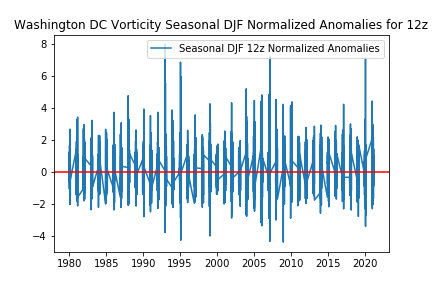 Washington DC Vorticity Seasonal DJF Normalized Anomalies for 12z
Seasonal DJF 12z Normalized Anomalies
8
6
4
2
0
−2
−4
1980 1985 1990 1995 2000 2005 2010 2015 2020